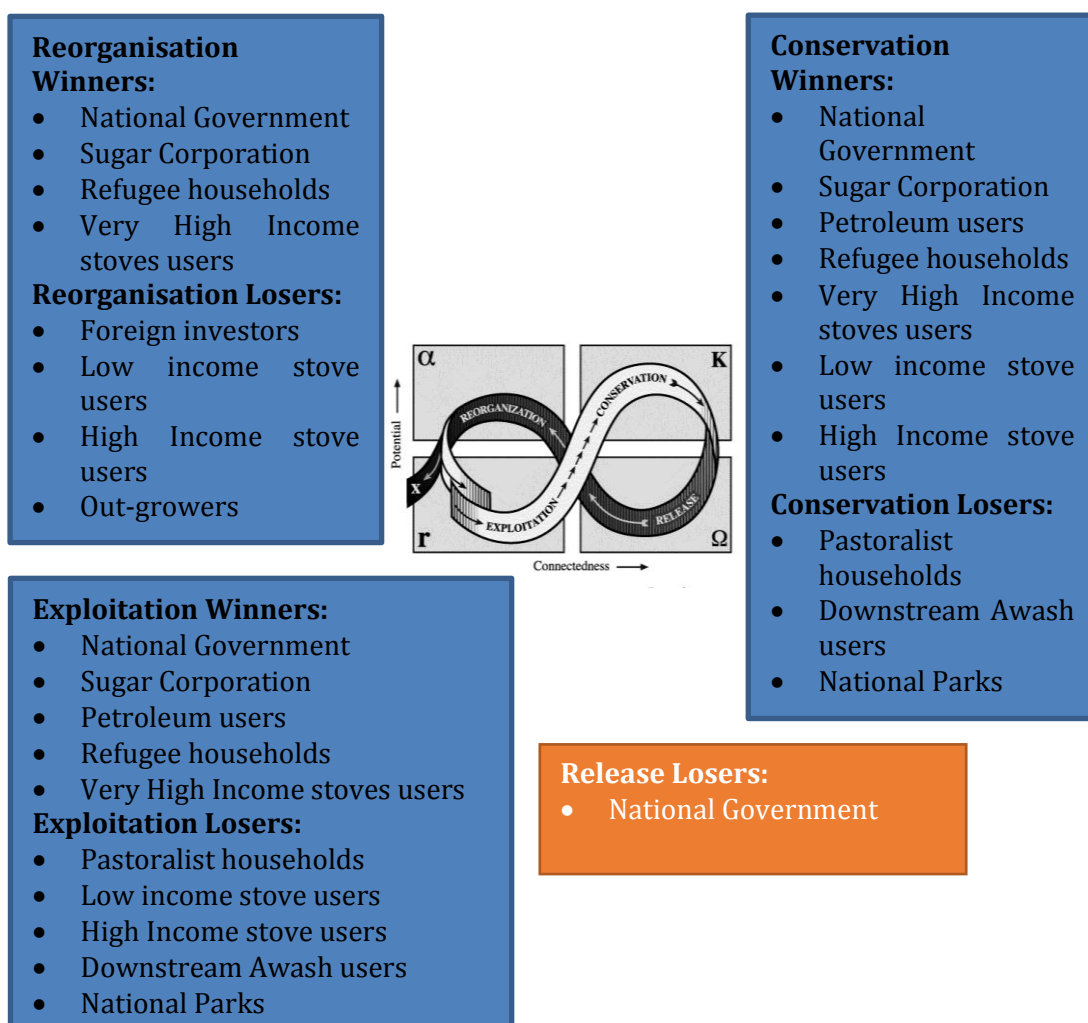 Reorganisation
Winners:
• National Government
• Sugar Corporation
• Refugee households
• Very High Income
stoves users
Reorganisation Losers:
• Foreign investors
• Low income stove
users
• High Income stove
users
• Out-growers
Conservation
Winners:
• National
Government
• Sugar Corporation
• Petroleum users
• Refugee households
• Very High Income
stoves users
• Low income stove
users
• High Income stove
users
Conservation Losers:
• Pastoralist
households
• Downstream Awash
users
• National Parks
α
K
REORGANIZATION
CONSERVATION
Potential
X
EXPLOITATION
RELEASE
r
Ω
Connectedness
Exploitation Winners:
• National Government
• Sugar Corporation
• Petroleum users
• Refugee households
• Very High Income stoves users
Exploitation Losers:
• Pastoralist households
• Low income stove users
• High Income stove users
• Downstream Awash users
• National Parks
Release Losers:
• National Government